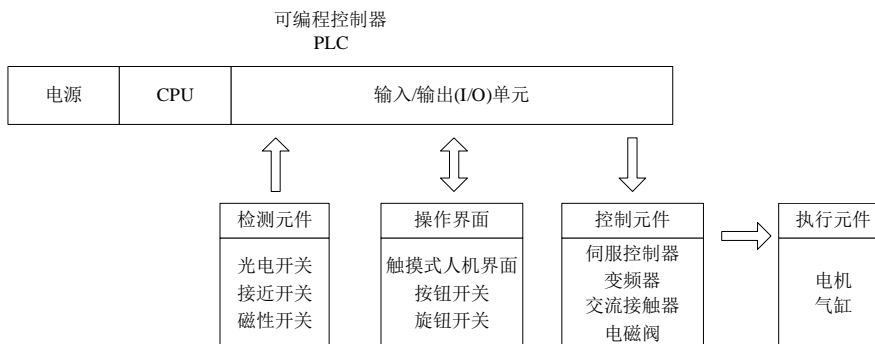 可编程控制器
PLC
电源
CPU
输入/输出(I/O)单元
检测元件
光电开关
接近开关
磁性开关
操作界面
触摸式人机界面
按钮开关
旋钮开关
控制元件
伺服控制器
变频器
交流接触器
电磁阀
执行元件
电机
气缸